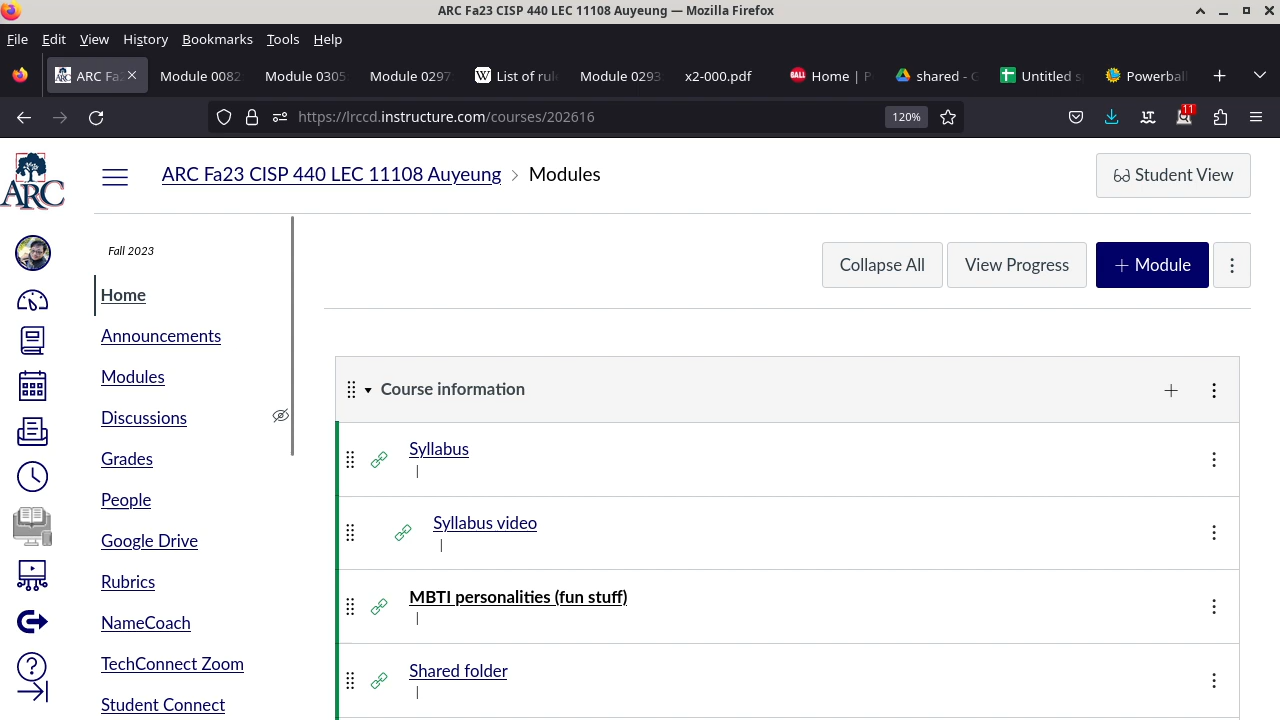 ARC Fa23 CISP 440 LEC 11108 Auyeung — Mozilla Firefox
File Edit View History Bookmarks Tools Help
ARC Fa2 Module 0082 Module 0305 Module 0297 List of rule Module 0293 x2-000.pdf Home | P shared - G Untitled s Powerball
https://lrccd.instructure.com/courses/202616 120% 11
ARC
ARC Fa23 CISP 440 LEC 11108 Auyeung > Modules
Student View
Fall 2023
Home
Announcements
Modules
Discussions
Grades
People
Google Drive
Rubrics
NameCoach
TechConnect Zoom
Student Connect
Collapse All View Progress + Module
Course information
Syllabus
|
Syllabus video
|
MBTI personalities (fun stuff)
|
Shared folder
|